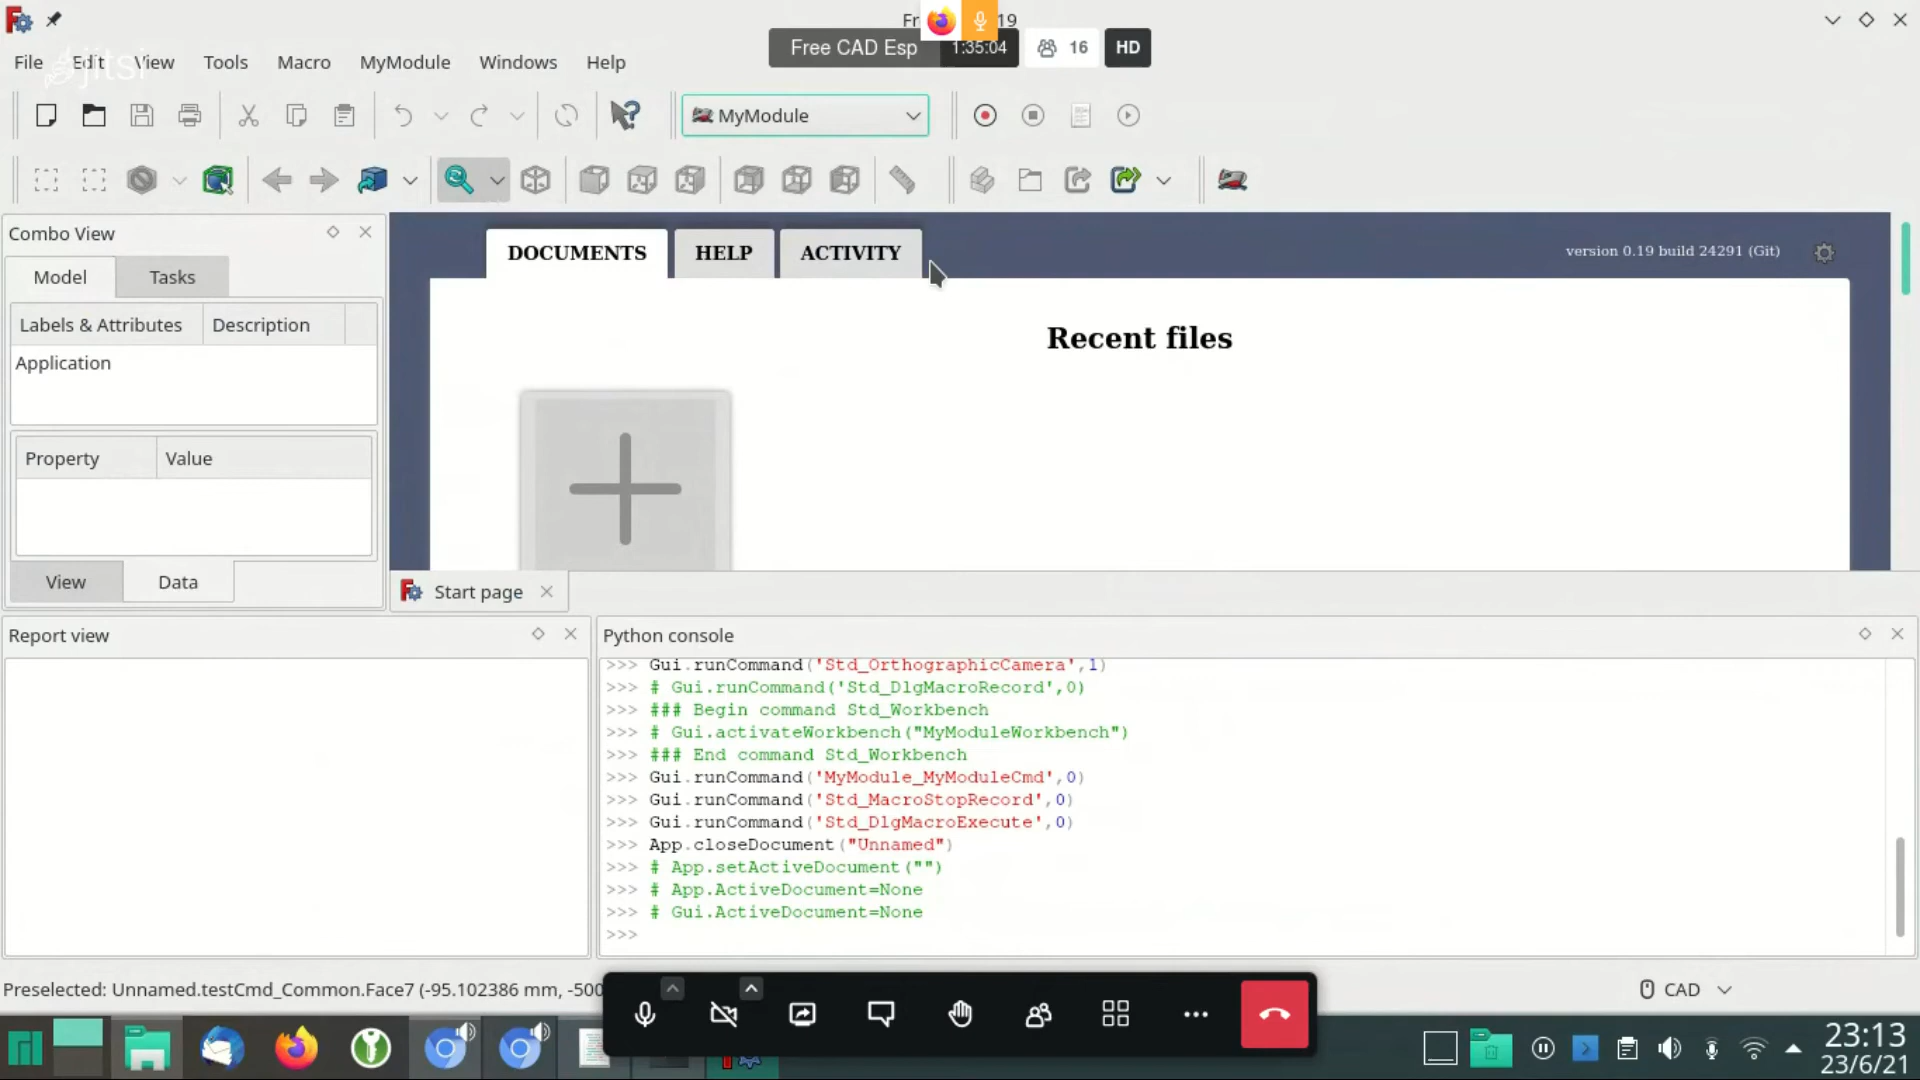 Fr
19
Free CAD Esp
1:35:04
16
HD
File
Edit
View
Tools
Macro
MyModule
Windows
Help
jitsi
MyModule
Combo View
Model
Tasks
Labels & Attributes
Description
Application
Property
Value
View
Data
DOCUMENTS
HELP
ACTIVITY
version 0.19 build 24291 (Git)
Recent files
Start page
Report view
Python console
>>> Gui.runCommand('Std_OrthographicCamera',1)
>>> # Gui.runCommand('Std_DlgMacroRecord',0)
>>> ### Begin command Std_Workbench
>>> # Gui.activateWorkbench("MyModuleWorkbench")
>>> ### End command Std_Workbench
>>> Gui.runCommand('MyModule_MyModuleCmd',0)
>>> Gui.runCommand('Std_MacroStopRecord',0)
>>> Gui.runCommand('Std_DlgMacroExecute',0)
>>> App.closeDocument("Unnamed")
>>> # App.setActiveDocument("")
>>> # App.ActiveDocument=None
>>> # Gui.ActiveDocument=None
>>>
Preselected: Unnamed.testCmd_Common.Face7 (-95.102386 mm, -500
CAD
23:13
23/6/21